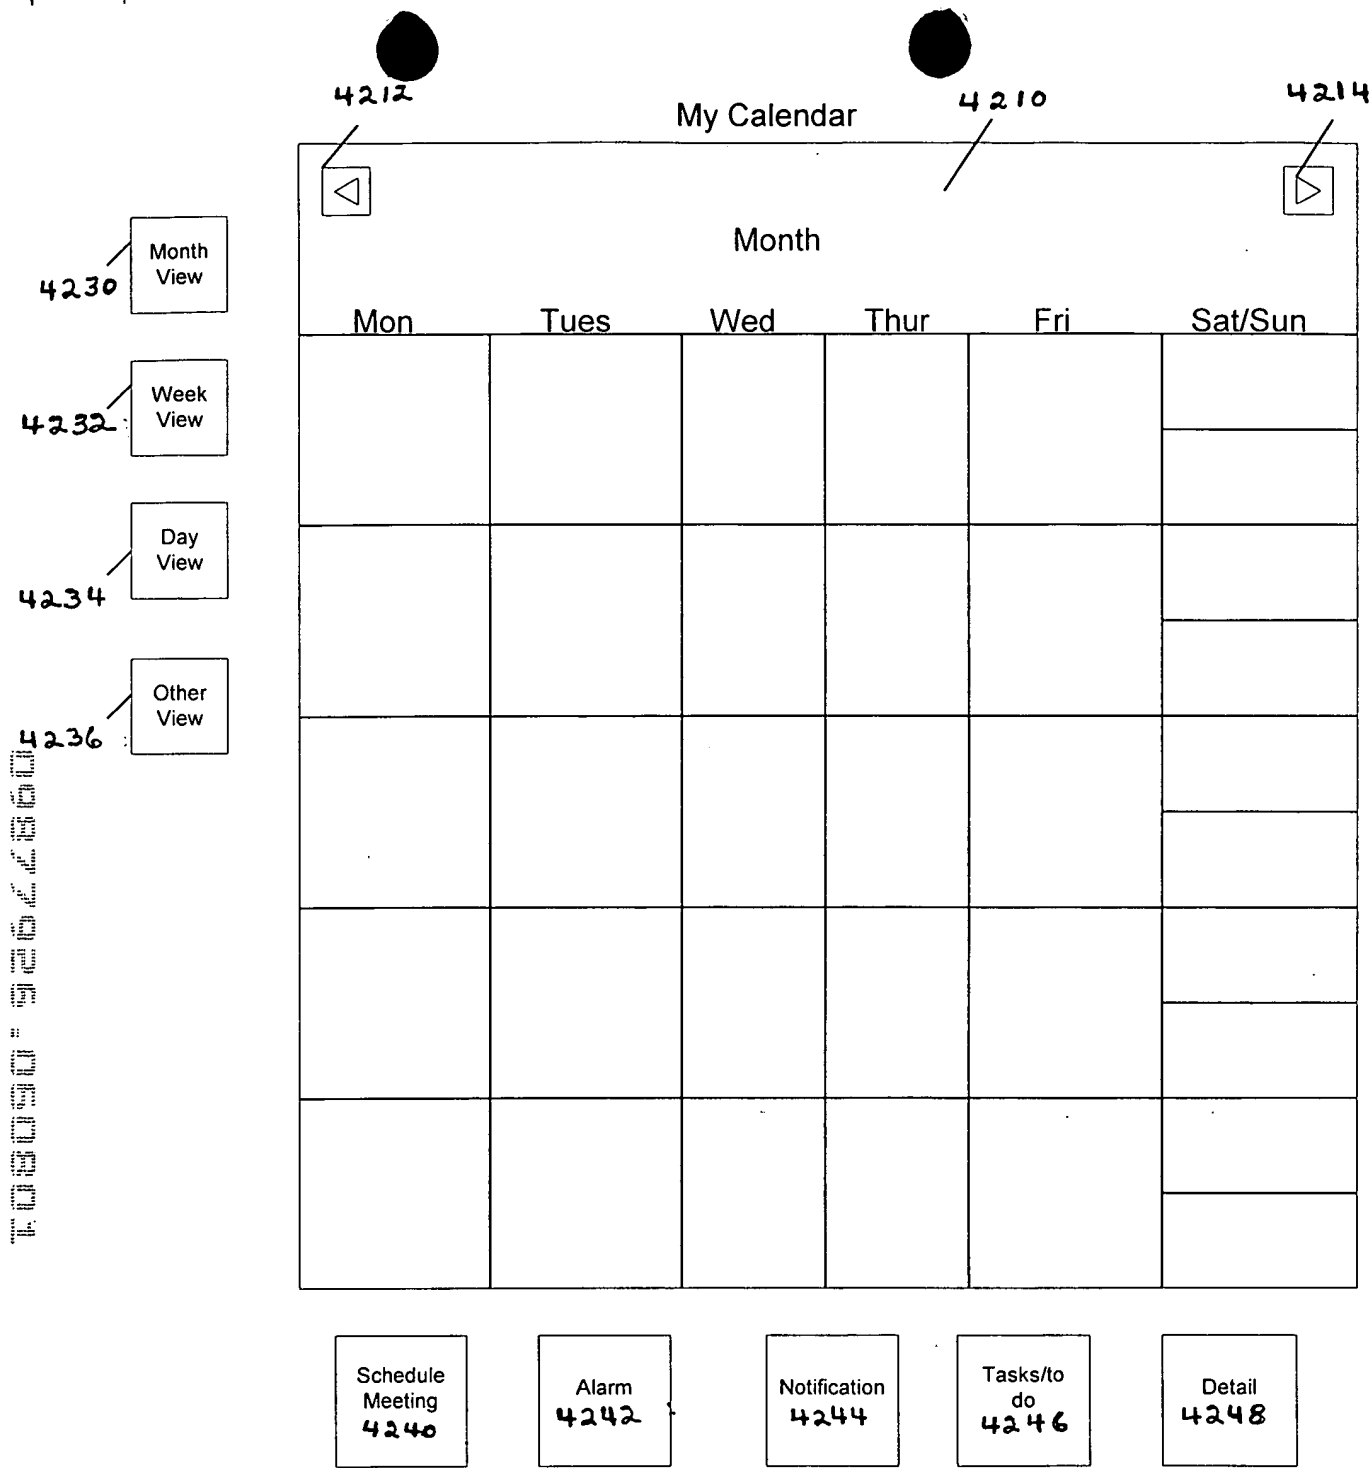 4212
My Calendar
4210
4214
Month
Month
View
4230
Mon Tues Wed Thur Fri Sat/Sun
Week
View
4232
Day
View
4234
Other
View
4236
09877926.060801
Schedule
Meeting
4240
Alarm
4242
Notification
4244
Tasks/to
do
4246
Detail
4248